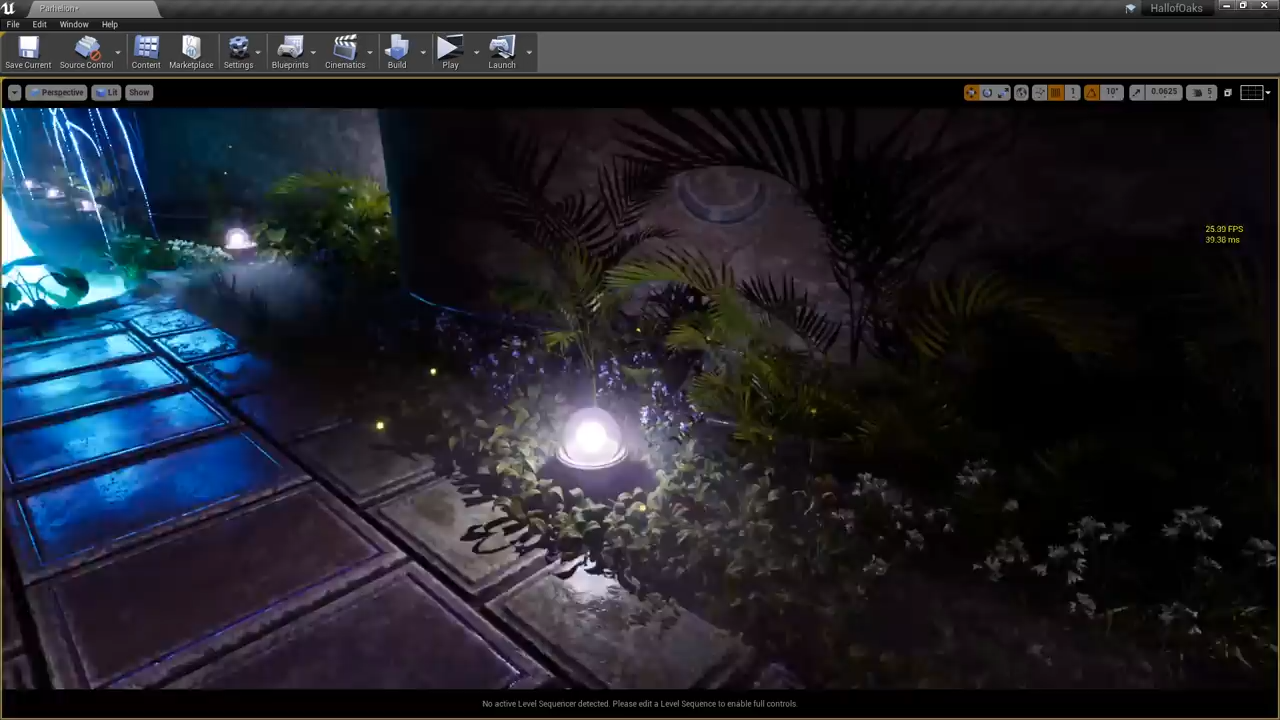 Parhelion*
HallofOaks
File Edit Window Help
Save Current Source Control Content Marketplace Settings Blueprints Cinematics Build Play Launch
Perspective Lit Show
1 10° 0.0625 5
25.39 FPS
39.38 ms
No active Level Sequencer detected. Please edit a Level Sequence to enable full controls.